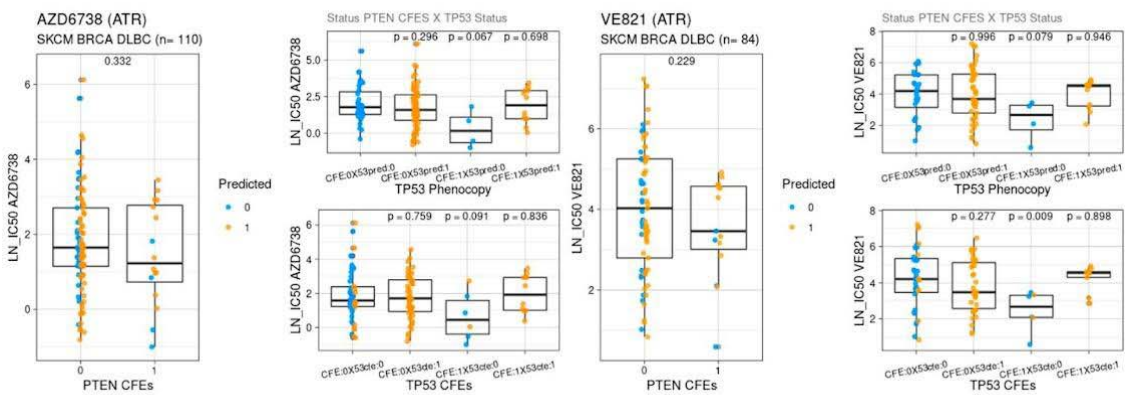 AZD6738 (ATR)
SKCM BRCA DLBC (n= 110)
0.332
LN_IC50 AZD6738
6
4
2
0
0
1
PTEN CFEs
Predicted
0
1
Status PTEN CFES X TP53 Status
p = 0.296 p = 0.067 p = 0.698
LN_IC50 AZD6738
5.0
2.5
0.0
CFE:0X53pred:0
CFE:0X53pred:1
CFE:1X53pred:0
CFE:1X53pred:1
TP53 Phenocopy
p = 0.759 p = 0.091 p = 0.836
LN_IC50 AZD6738
6
4
2
0
CFE:0X53cfe:0
CFE:0X53cfe:1
CFE:1X53cfe:0
CFE:1X53cfe:1
TP53 CFEs
VE821 (ATR)
SKCM BRCA DLBC (n= 84)
0.229
LN_IC50 VE821
6
4
2
0
1
PTEN CFEs
Predicted
0
1
Status PTEN CFES X TP53 Status
p = 0.996 p = 0.079 p = 0.946
LN_IC50 VE821
8
6
4
2
CFE:0X53pred:0
CFE:0X53pred:1
CFE:1X53pred:0
CFE:1X53pred:1
TP53 Phenocopy
p = 0.277 p = 0.009 p = 0.898
LN_IC50 VE821
8
6
4
2
CFE:0X53cfe:0
CFE:0X53cfe:1
CFE:1X53cfe:0
CFE:1X53cfe:1
TP53 CFEs